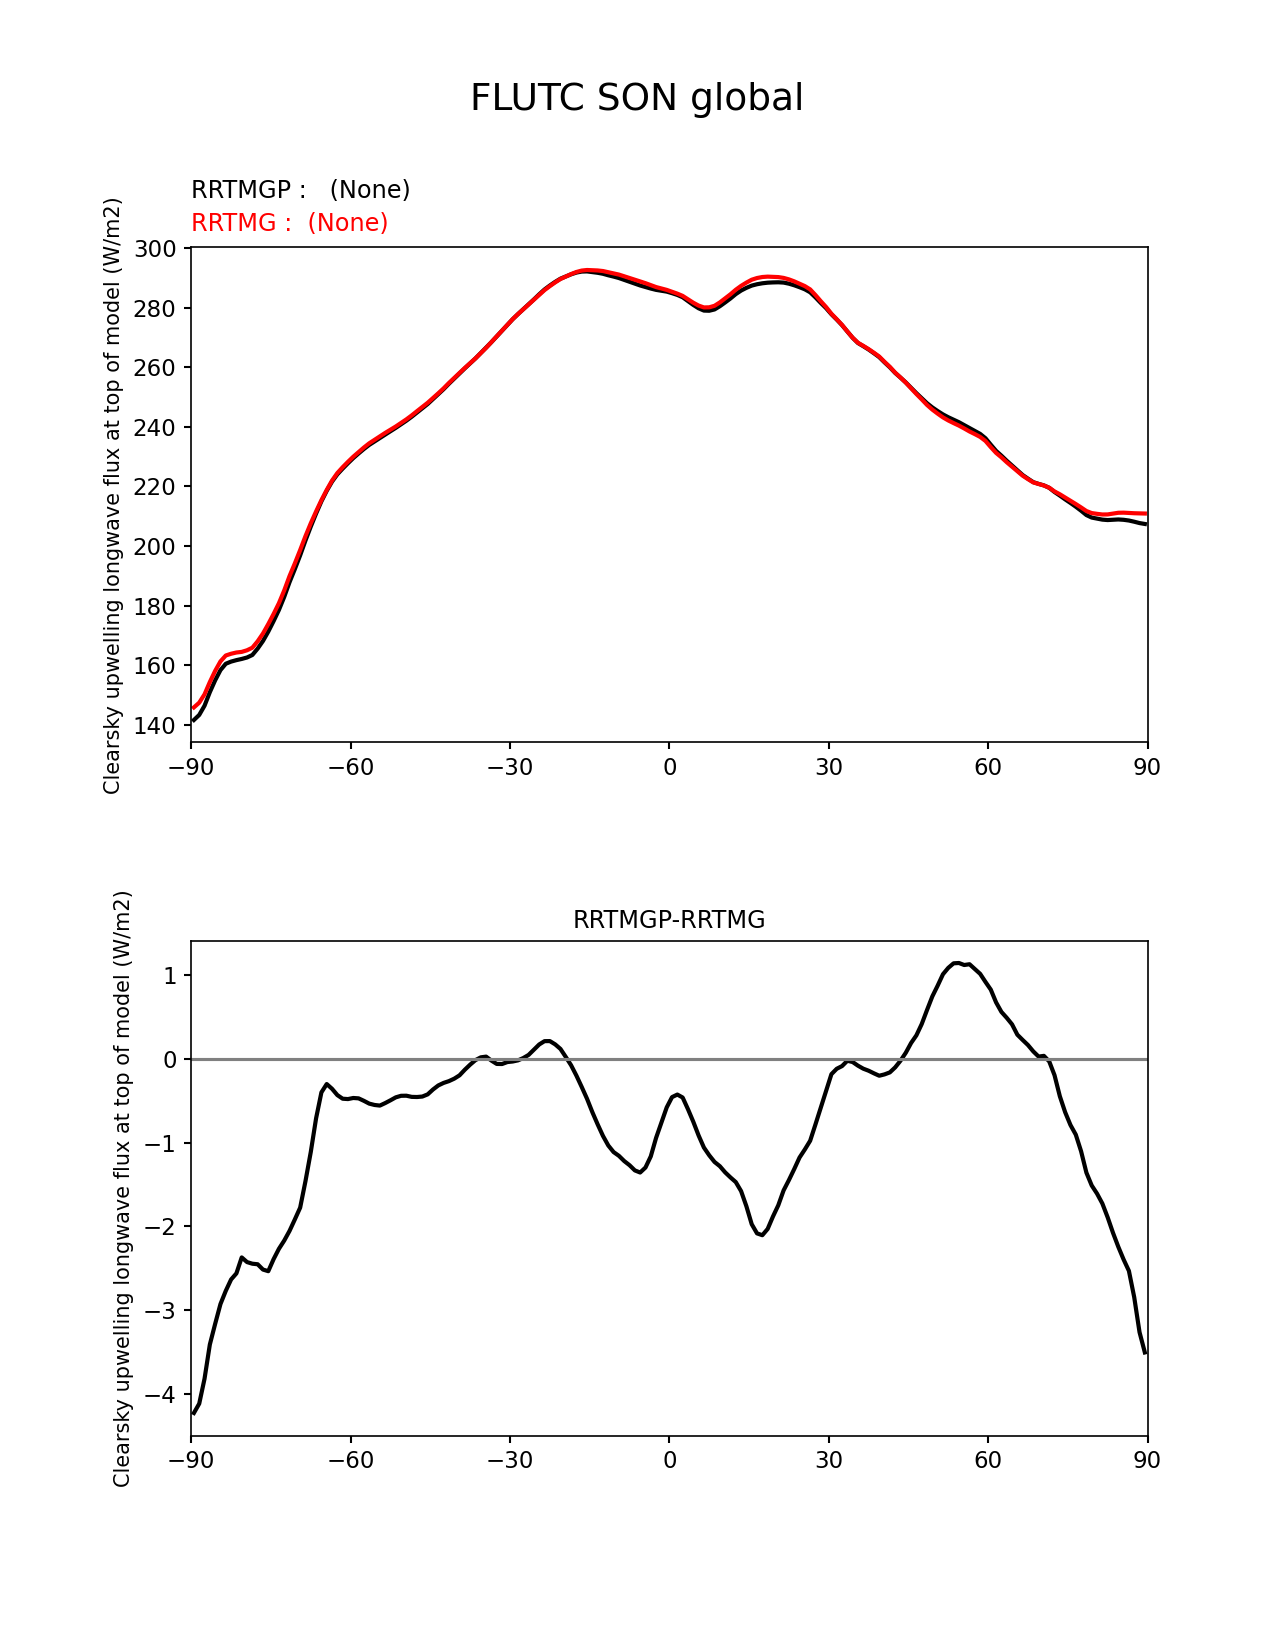 FLUTC SON global
RRTMGP :   (None)
RRTMG :  (None)
Clearsky upwelling longwave flux at top of model (W/m2)
300
280
260
240
220
200
180
160
140
−90 −60 −30 0 30 60 90
RRTMGP-RRTMG
Clearsky upwelling longwave flux at top of model (W/m2)
1
0
−1
−2
−3
−4
−90 −60 −30 0 30 60 90